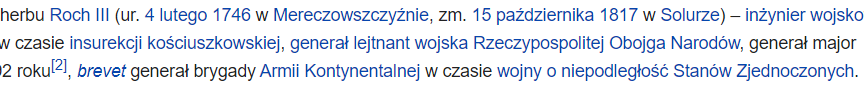 herbu Roch III (ur. 4 lutego 1746 w Mereczowszczyźnie, zm. 15 października 1817 w Solurze) – inżynier wojsko
w czasie insurekcji kościuszkowskiej, generał lejtnant wojska Rzeczypospolitej Obojga Narodów, generał major
02 roku[2], brevet generał brygady Armii Kontynentalnej w czasie wojny o niepodległość Stanów Zjednoczonych.